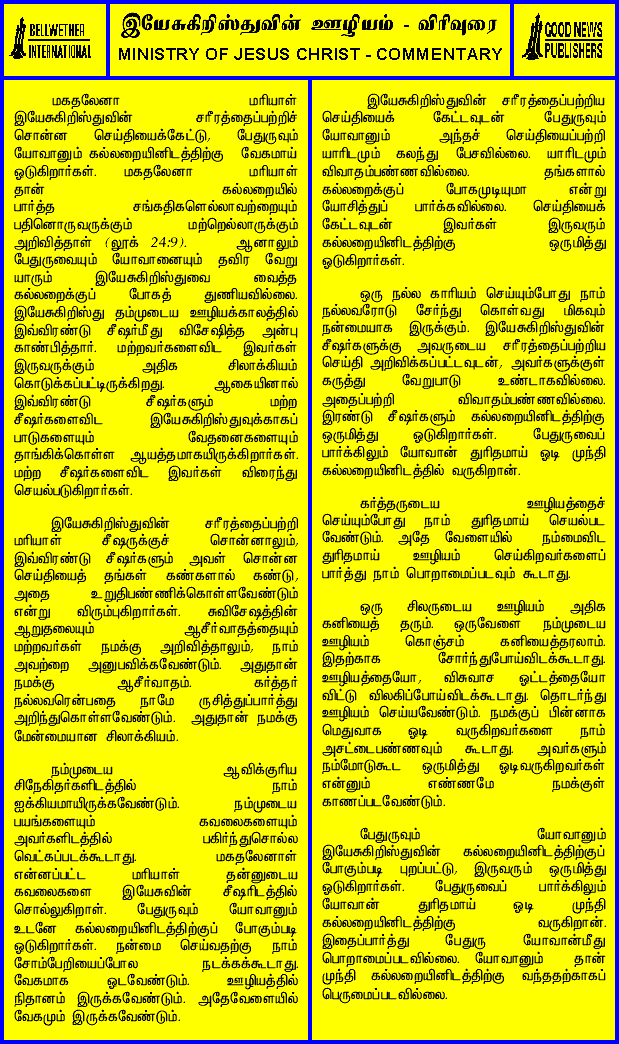 BELLWETHER
INTERNATIONAL
இயேசுகிறிஸ்துவின் ஊழியம் - விரிவுரை
MINISTRY OF JESUS CHRIST - COMMENTARY
GOOD NEWS
PUBLISHERS
மகதலேனா மரியாள்
இயேசுகிறிஸ்துவின் சரீரத்தைப்பற்றிச்
சொன்ன செய்தியைக்கேட்டு, பேதுருவும்
யோவானும் கல்லறையினிடத்திற்கு வேகமாய்
ஓடுகிறார்கள். மகதலேனா மரியாள்
தான் கல்லறையில்
பார்த்த சங்கதிகளெல்லாவற்றையும்
பதினொருவருக்கும் மற்றெல்லாருக்கும்
அறிவித்தாள் (லூக் 24:9). ஆனாலும்
பேதுருவையும் யோவானையும் தவிர வேறு
யாரும் இயேசுகிறிஸ்துவை வைத்த
கல்லறைக்குப் போகத் துணியவில்லை.
இயேசுகிறிஸ்து தம்முடைய ஊழியக்காலத்தில்
இவ்விரண்டு சீஷர்மீது விசேஷித்த அன்பு
காண்பித்தார். மற்றவர்களைவிட இவர்கள்
இருவருக்கும் அதிக சிலாக்கியம்
கொடுக்கப்பட்டிருக்கிறது. ஆகையினால்
இவ்விரண்டு சீஷர்களும் மற்ற
சீஷர்களைவிட இயேசுகிறிஸ்துவுக்காகப்
பாடுகளையும் வேதனைகளையும்
தாங்கிக்கொள்ள ஆயத்தமாகயிருக்கிறார்கள்.
மற்ற சீஷர்களைவிட இவர்கள் விரைந்து
செயல்படுகிறார்கள்.
இயேசுகிறிஸ்துவின் சரீரத்தைப்பற்றி
மரியாள் சீஷருக்குச் சொன்னாலும்,
இவ்விரண்டு சீஷர்களும் அவள் சொன்ன
செய்தியைத் தங்கள் கண்களால் கண்டு,
அதை உறுதிபண்ணிக்கொள்ளவேண்டும்
என்று விரும்புகிறார்கள். சுவிசேஷத்தின்
ஆறுதலையும் ஆசீர்வாதத்தையும்
மற்றவர்கள் நமக்கு அறிவித்தாலும், நாம்
அவற்றை அனுபவிக்கவேண்டும். அதுதான்
நமக்கு ஆசீர்வாதம். கர்த்தர்
நல்லவரென்பதை நாமே ருசித்துப்பார்த்து
அறிந்துகொள்ளவேண்டும். அதுதான் நமக்கு
மேன்மையான சிலாக்கியம்.
நம்முடைய ஆவிக்குரிய
சிநேகிதர்களிடத்தில் நாம்
ஐக்கியமாயிருக்கவேண்டும். நம்முடைய
பயங்களையும் கவலைகளையும்
அவர்களிடத்தில் பகிர்ந்துசொல்ல
வெட்கப்படக்கூடாது. மகதலேனாள்
என்னப்பட்ட மரியாள் தன்னுடைய
கவலைகளை இயேசுவின் சீஷரிடத்தில்
சொல்லுகிறாள். பேதுருவும் யோவானும்
உடனே கல்லறையினிடத்திற்குப் போகும்படி
ஓடுகிறார்கள். நன்மை செய்வதற்கு நாம்
சோம்பேறியைப்போல நடக்கக்கூடாது.
வேகமாக ஓடவேண்டும். ஊழியத்தில்
நிதானம் இருக்கவேண்டும். அதேவேளையில்
வேகமும் இருக்கவேண்டும்.
இயேசுகிறிஸ்துவின் சரீரத்தைப்பற்றிய
செய்தியைக் கேட்டவுடன் பேதுருவும்
யோவானும் அந்தச் செய்தியைப்பற்றி
யாரிடமும் கலந்து பேசவில்லை. யாரிடமும்
விவாதம்பண்ணவில்லை. தங்களால்
கல்லறைக்குப் போகமுடியுமா என்று
யோசித்துப் பார்க்கவில்லை. செய்தியைக்
கேட்டவுடன் இவர்கள் இருவரும்
கல்லறையினிடத்திற்கு ஒருமித்து
ஓடுகிறார்கள்.
ஒரு நல்ல காரியம் செய்யும்போது நாம்
நல்லவரோடு சேர்ந்து கொள்வது மிகவும்
நன்மையாக இருக்கும். இயேசுகிறிஸ்துவின்
சீஷர்களுக்கு அவருடைய சரீரத்தைப்பற்றிய
செய்தி அறிவிக்கப்பட்டவுடன், அவர்களுக்குள்
கருத்து வேறுபாடு உண்டாகவில்லை.
அதைப்பற்றி விவாதம்பண்ணவில்லை.
இரண்டு சீஷர்களும் கல்லறையினிடத்திற்கு
ஒருமித்து ஓடுகிறார்கள். பேதுருவைப்
பார்க்கிலும் யோவான் துரிதமாய் ஓடி முந்தி
கல்லறையினிடத்தில் வருகிறான்.
கர்த்தருடைய ஊழியத்தைச்
செய்யும்போது நாம் துரிதமாய் செயல்பட
வேண்டும். அதே வேளையில் நம்மைவிட
துரிதமாய் ஊழியம் செய்கிறவர்களைப்
பார்த்து நாம் பொறாமைப்படவும் கூடாது.
ஒரு சிலருடைய ஊழியம் அதிக
கனியைத் தரும். ஒருவேளை நம்முடைய
ஊழியம் கொஞ்சம் கனியைத்தரலாம்.
இதற்காக சோர்ந்துபோய்விடக்கூடாது.
ஊழியத்தையோ, விசுவாச ஓட்டத்தையோ
விட்டு விலகிப்போய்விடக்கூடாது. தொடர்ந்து
ஊழியம் செய்யவேண்டும். நமக்குப் பின்னாக
மெதுவாக ஓடி வருகிறவர்களை நாம்
அசட்டைபண்ணவும் கூடாது. அவர்களும்
நம்மோடுகூட ஒருமித்து ஓடிவருகிறவர்கள்
என்னும் எண்ணமே நமக்குள்
காணப்படவேண்டும்.
பேதுருவும் யோவானும்
இயேசுகிறிஸ்துவின் கல்லறையினிடத்திற்குப்
போகும்படி புறப்பட்டு, இருவரும் ஒருமித்து
ஓடுகிறார்கள். பேதுருவைப் பார்க்கிலும்
யோவான் துரிதமாய் ஓடி முந்தி
கல்லறையினிடத்திற்கு வருகிறான்.
இதைப்பார்த்து பேதுரு யோவான்மீது
பொறாமைப்படவில்லை. யோவானும் தான்
முந்தி கல்லறையினிடத்திற்கு வந்ததற்காகப்
பெருமைப்படவில்லை.